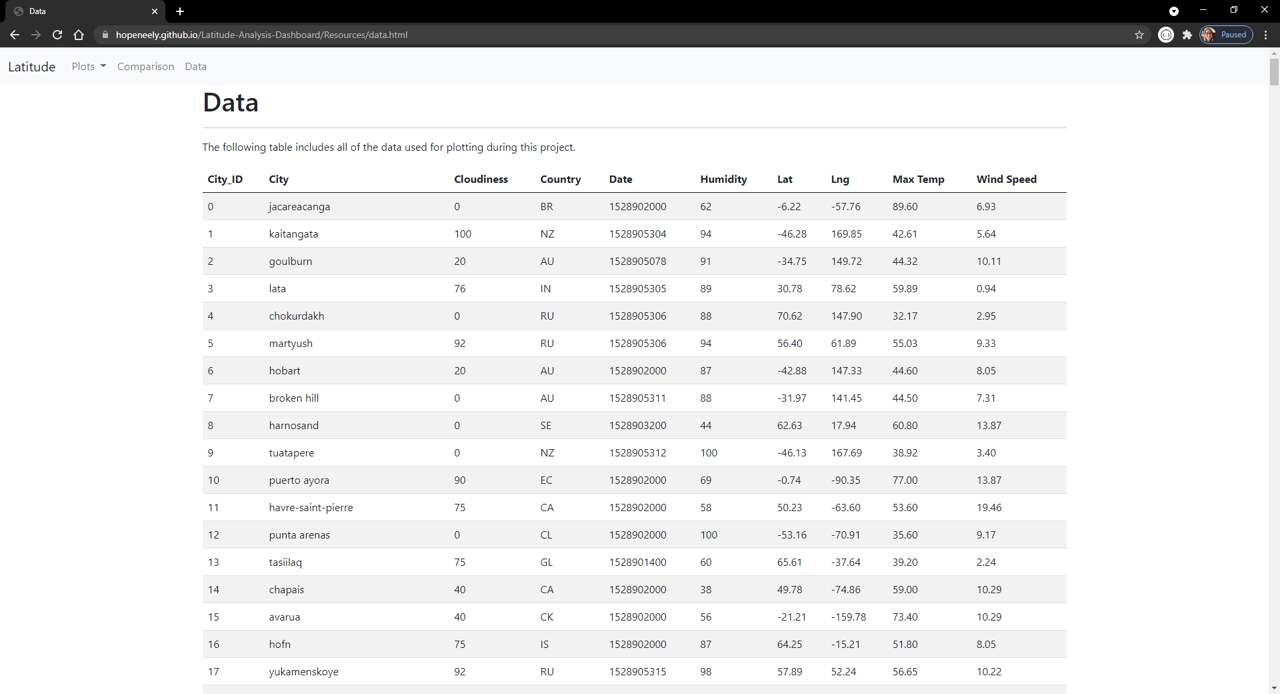 Data
hopeneely.github.io/Latitude-Analysis-Dashboard/Resources/data.html
Paused
Latitude Plots Comparison Data
Data
The following table includes all of the data used for plotting during this project.
City_ID City Cloudiness Country Date Humidity Lat Lng Max Temp Wind Speed
0 jacareacanga 0 BR 1528902000 62 -6.22 -57.76 89.60 6.93
1 kaitangata 100 NZ 1528905304 94 -46.28 169.85 42.61 5.64
2 goulburn 20 AU 1528905078 91 -34.75 149.72 44.32 10.11
3 lata 76 IN 1528905305 89 30.78 78.62 59.89 0.94
4 chokurdakh 0 RU 1528905306 88 70.62 147.90 32.17 2.95
5 martyush 92 RU 1528905306 94 56.40 61.89 55.03 9.33
6 hobart 20 AU 1528902000 87 -42.88 147.33 44.60 8.05
7 broken hill 0 AU 1528905311 88 -31.97 141.45 44.50 7.31
8 harnosand 0 SE 1528903200 44 62.63 17.94 60.80 13.87
9 tuatapere 0 NZ 1528905312 100 -46.13 167.69 38.92 3.40
10 puerto ayora 90 EC 1528902000 69 -0.74 -90.35 77.00 13.87
11 havre-saint-pierre 75 CA 1528902000 58 50.23 -63.60 53.60 19.46
12 punta arenas 0 CL 1528902000 100 -53.16 -70.91 35.60 9.17
13 tasiilaq 75 GL 1528901400 60 65.61 -37.64 39.20 2.24
14 chapais 40 CA 1528902000 38 49.78 -74.86 59.00 10.29
15 avarua 40 CK 1528902000 56 -21.21 -159.78 73.40 10.29
16 hofn 75 IS 1528902000 87 64.25 -15.21 51.80 8.05
17 yukamenskoye 92 RU 1528905315 98 57.89 52.24 56.65 10.22